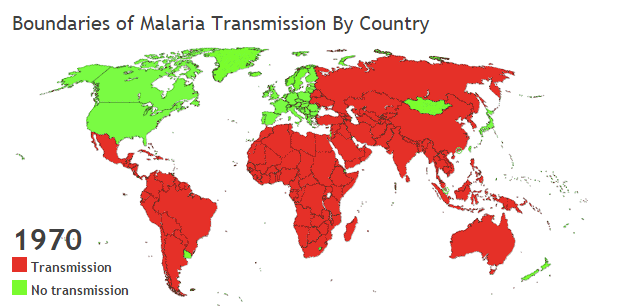 Boundaries of Malaria Transmission By Country
1970
Transmission
No transmission